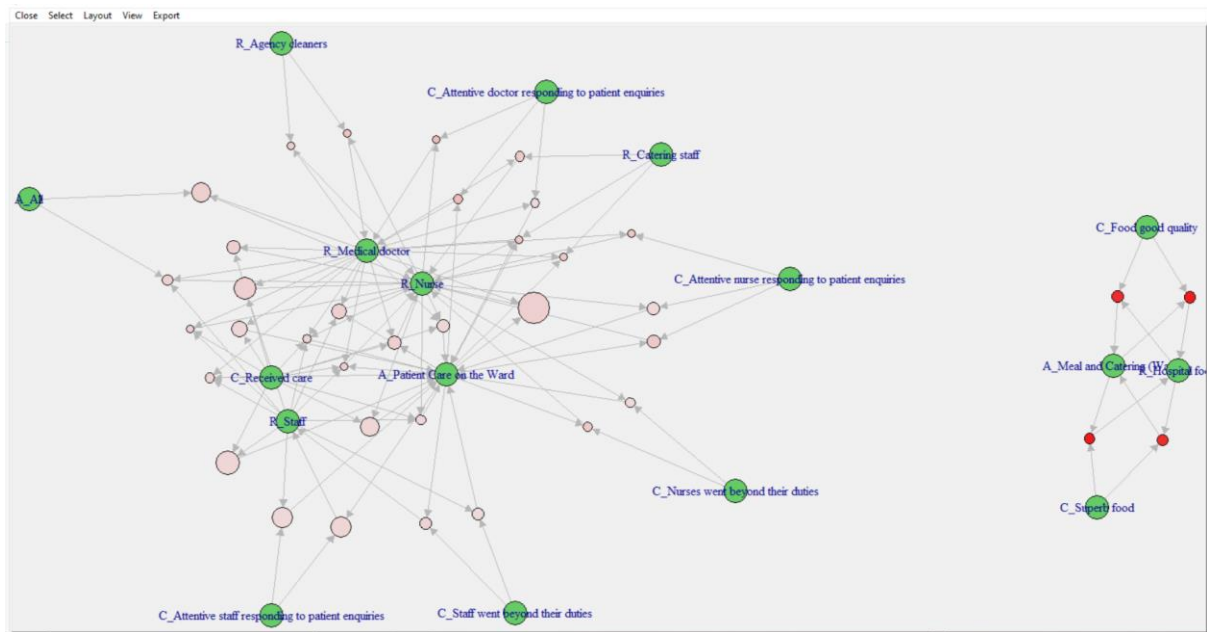 Close Select Layout View Export
R_Agency cleaners
C_Attentive doctor responding to patient enquiries
R_Catering staff
A_All
C_Food good quality
R_Medical doctor
C_Attentive nurse responding to patient enquiries
R_Nurse
A_Meal and Catering (W
R_Hospital foo
C_Received care
A_Patient Care on the Ward
R_Staff
C_Nurses went beyond their duties
C_Superb food
C_Attentive staff responding to patient enquiries
C_Staff went beyond their duties